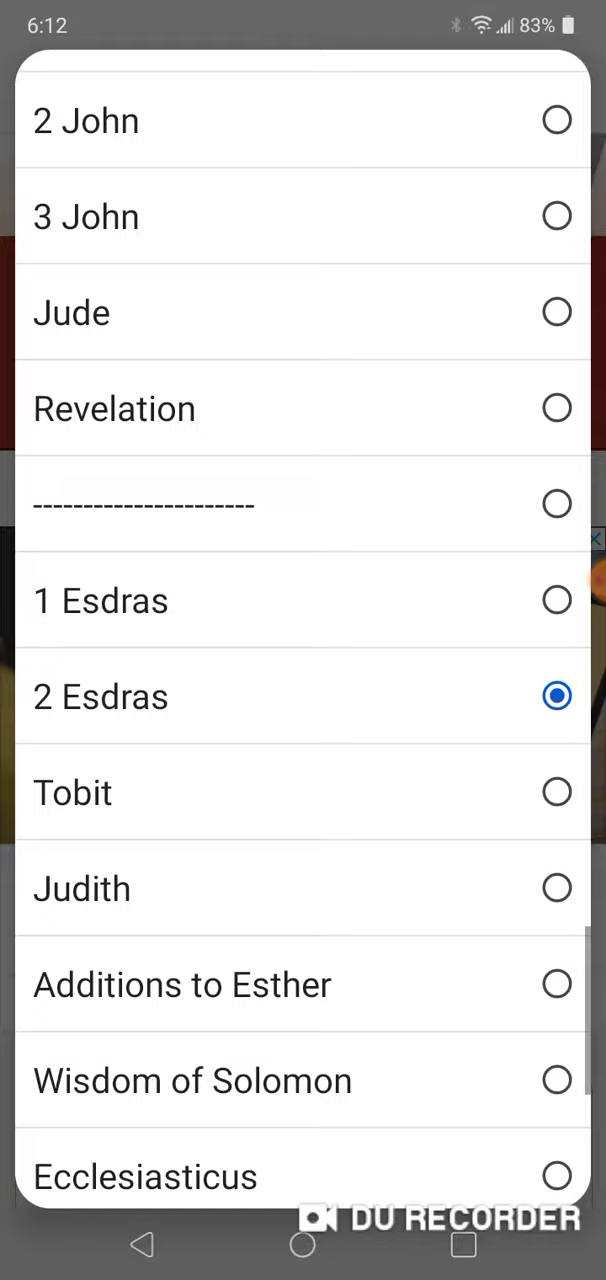 6:12 83%
2 John
3 John
Jude
Revelation
----------------------
1 Esdras
2 Esdras
Tobit
Judith
Additions to Esther
Wisdom of Solomon
Ecclesiasticus
DU RECORDER